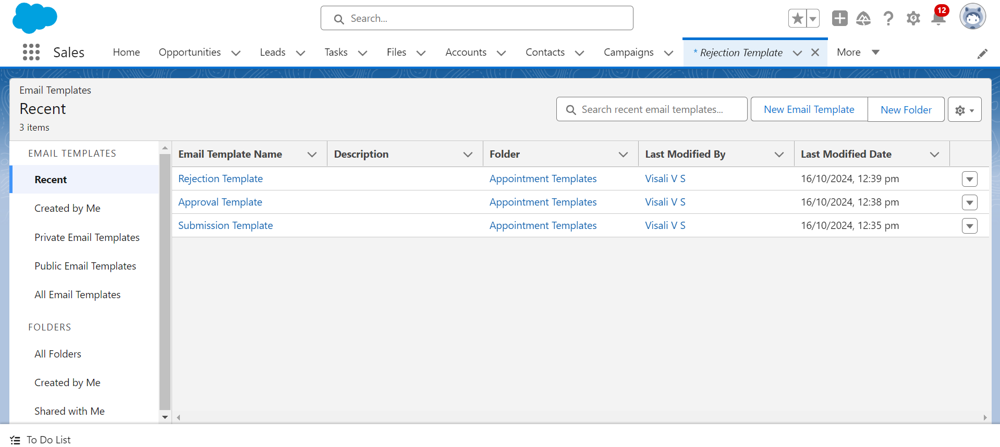 Search...
12
Sales
Home
Opportunities
Leads
Tasks
Files
Accounts
Contacts
Campaigns
* Rejection Template
More
Email Templates
Recent
3 items
Search recent email templates...
New Email Template
New Folder
EMAIL TEMPLATES
Recent
Created by Me
Private Email Templates
Public Email Templates
All Email Templates
FOLDERS
All Folders
Created by Me
Shared with Me
Email Template Name Description Folder Last Modified By Last Modified Date
Rejection Template Appointment Templates Visali V S 16/10/2024, 12:39 pm
Approval Template Appointment Templates Visali V S 16/10/2024, 12:38 pm
Submission Template Appointment Templates Visali V S 16/10/2024, 12:35 pm
To Do List